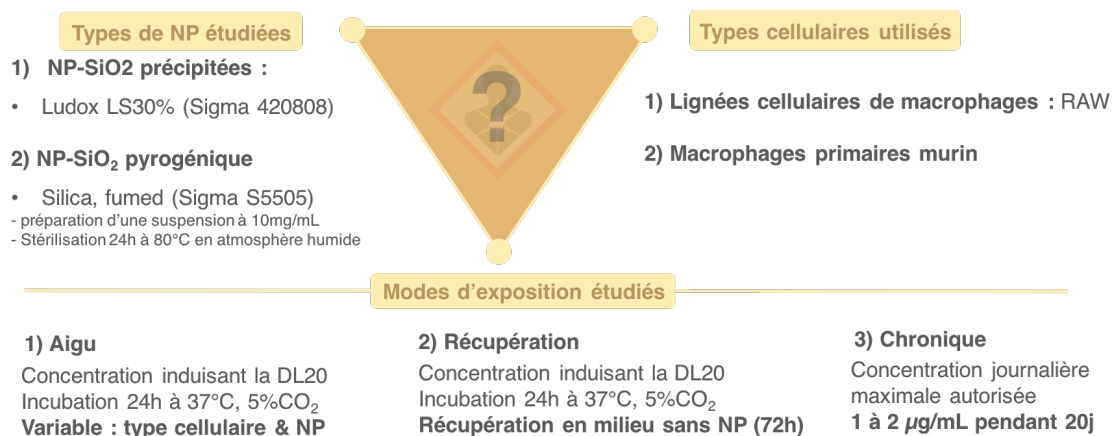 Types de NP étudiées
1) NP-SiO2 précipitées :
• Ludox LS30% (Sigma 420808)
2) NP-SiO₂ pyrogénique
• Silica, fumed (Sigma S5505)
- préparation d’une suspension à 10mg/mL
- Stérilisation 24h à 80°C en atmosphère humide
?
Types cellulaires utilisés
1) Lignées cellulaires de macrophages : RAW
2) Macrophages primaires murin
Modes d’exposition étudiés
1) Aigu
Concentration induisant la DL20
Incubation 24h à 37°C, 5%CO₂
Variable : type cellulaire & NP
2) Récupération
Concentration induisant la DL20
Incubation 24h à 37°C, 5%CO₂
Récupération en milieu sans NP (72h)
3) Chronique
Concentration journalière
maximale autorisée
1 à 2 µg/mL pendant 20j